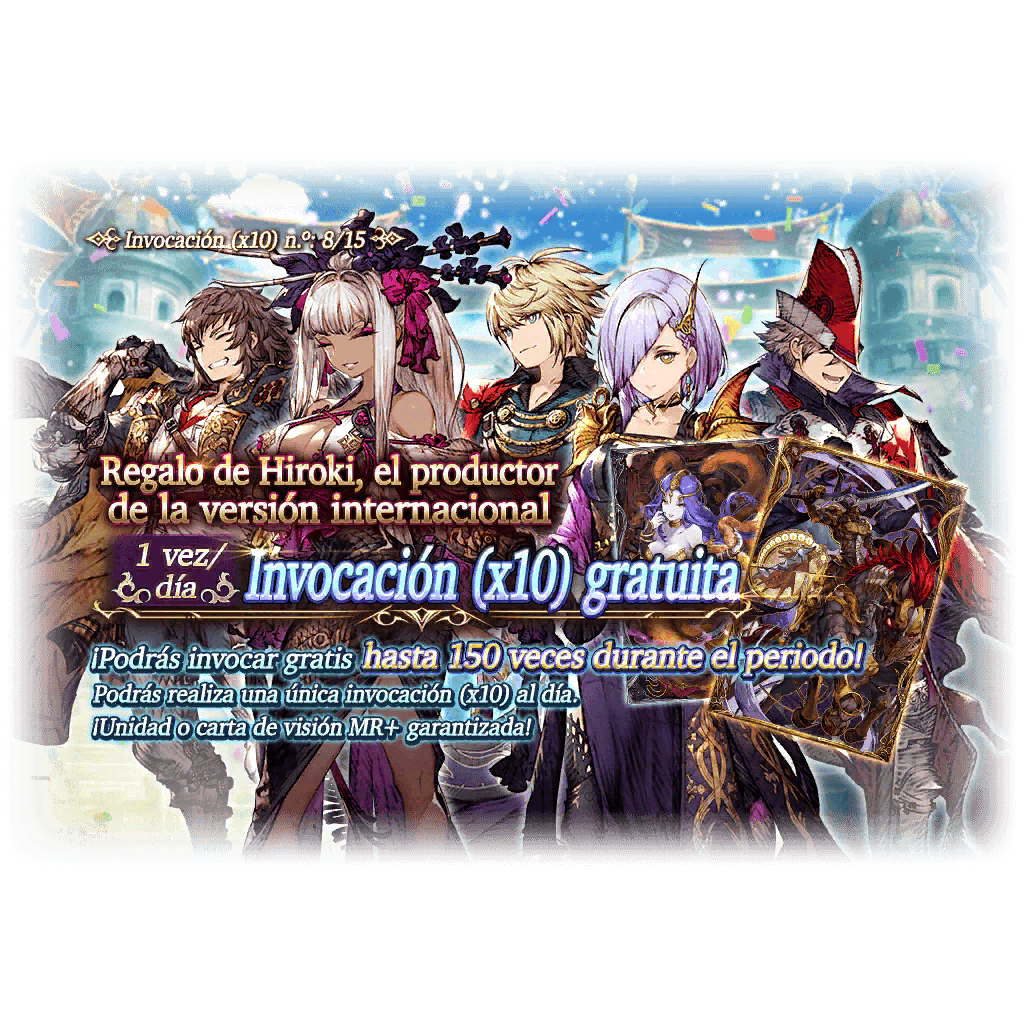 Invocación (x10) n.º: 8/15
Regalo de Hiroki, el productor
de la versión internacional
1 vez/
día
Invocación (x10) gratuita
¡Podrás invocar gratis hasta 150 veces durante el periodo!
Podrás realiza una única invocación (x10) al día.
¡Unidad o carta de visión MR+ garantizada!